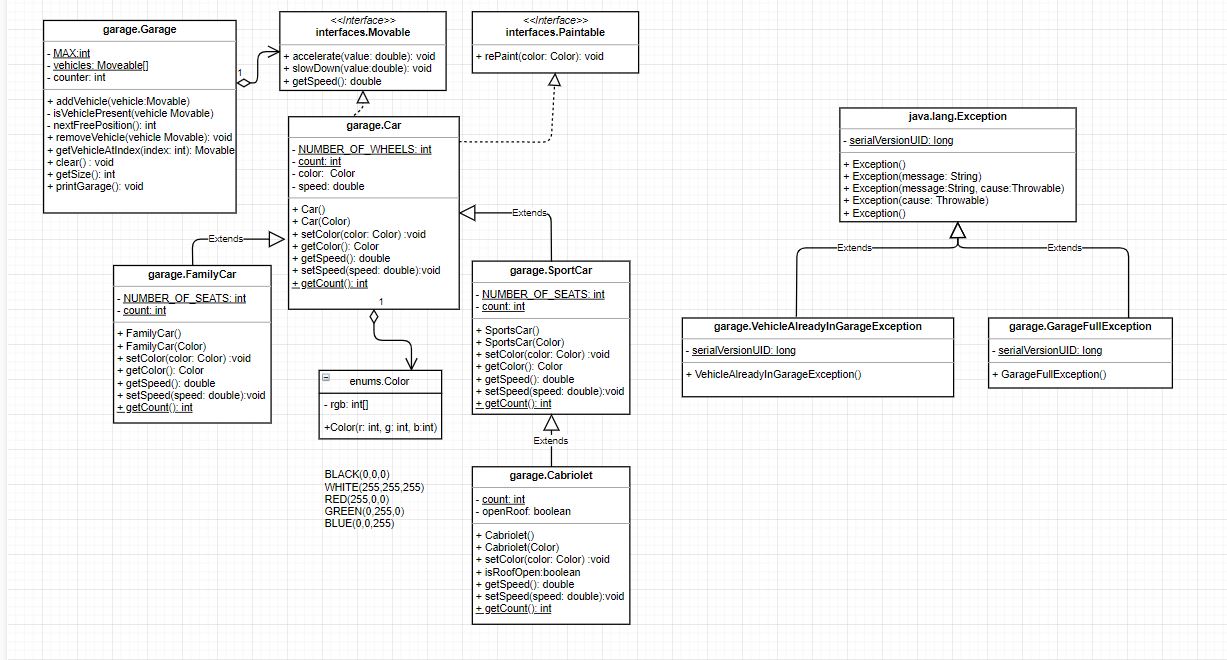 garage.Garage
- MAX:int
- vehicles: Moveable[]
- counter: int
+ addVehicle(vehicle:Movable)
- isVehiclePresent(vehicle Movable)
- nextFreePosition(): int
+ removeVehicle(vehicle Movable): void
+ getVehicleAtIndex(index: int): Movable
+ clear() : void
+ getSize(): int
+ printGarage(): void
1
<<Interface>>
interfaces.Movable
+ accelerate(value: double): void
+ slowDown(value:double): void
+ getSpeed(): double
<<Interface>>
interfaces.Paintable
+ rePaint(color: Color): void
garage.Car
- NUMBER_OF_WHEELS: int
- count: int
- color:  Color
- speed: double
+ Car()
+ Car(Color)
+ setColor(color: Color) :void
+ getColor(): Color
+ getSpeed(): double
+ setSpeed(speed: double):void
+ getCount(): int
1
Extends
Extends
garage.FamilyCar
- NUMBER_OF_SEATS: int
- count: int
+ FamilyCar()
+ FamilyCar(Color)
+ setColor(color: Color) :void
+ getColor(): Color
+ getSpeed(): double
+ setSpeed(speed: double):void
+ getCount(): int
enums.Color
- rgb: int[]
+Color(r: int, g: int, b:int)
BLACK(0,0,0)
WHITE(255,255,255)
RED(255,0,0)
GREEN(0,255,0)
BLUE(0,0,255)
garage.SportCar
- NUMBER_OF_SEATS: int
- count: int
+ SportsCar()
+ SportsCar(Color)
+ setColor(color: Color) :void
+ getColor(): Color
+ getSpeed(): double
+ setSpeed(speed: double):void
+ getCount(): int
Extends
garage.Cabriolet
- count: int
- openRoof: boolean
+ Cabriolet()
+ Cabriolet(Color)
+ setColor(color: Color) :void
+ isRoofOpen:boolean
+ getSpeed(): double
+ setSpeed(speed: double):void
+ getCount(): int
java.lang.Exception
- serialVersionUID: long
+ Exception()
+ Exception(message: String)
+ Exception(message:String, cause:Throwable)
+ Exception(cause: Throwable)
+ Exception()
Extends
Extends
garage.VehicleAlreadyInGarageException
- serialVersionUID: long
+ VehicleAlreadyInGarageException()
garage.GarageFullException
- serialVersionUID: long
+ GarageFullException()